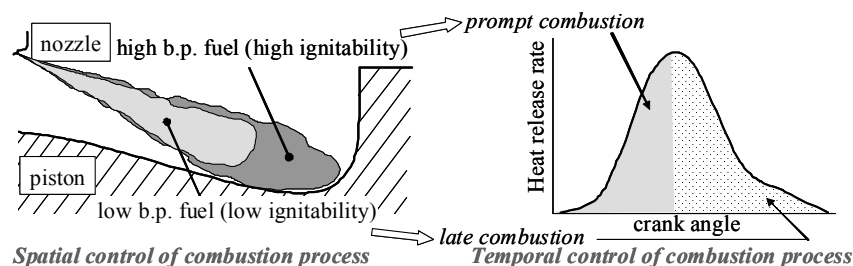 nozzle
high b.p. fuel (high ignitability)
piston
low b.p. fuel (low ignitability)
Spatial control of combustion process
prompt combustion
Heat release rate
crank angle
late combustion
Temporal control of combustion process